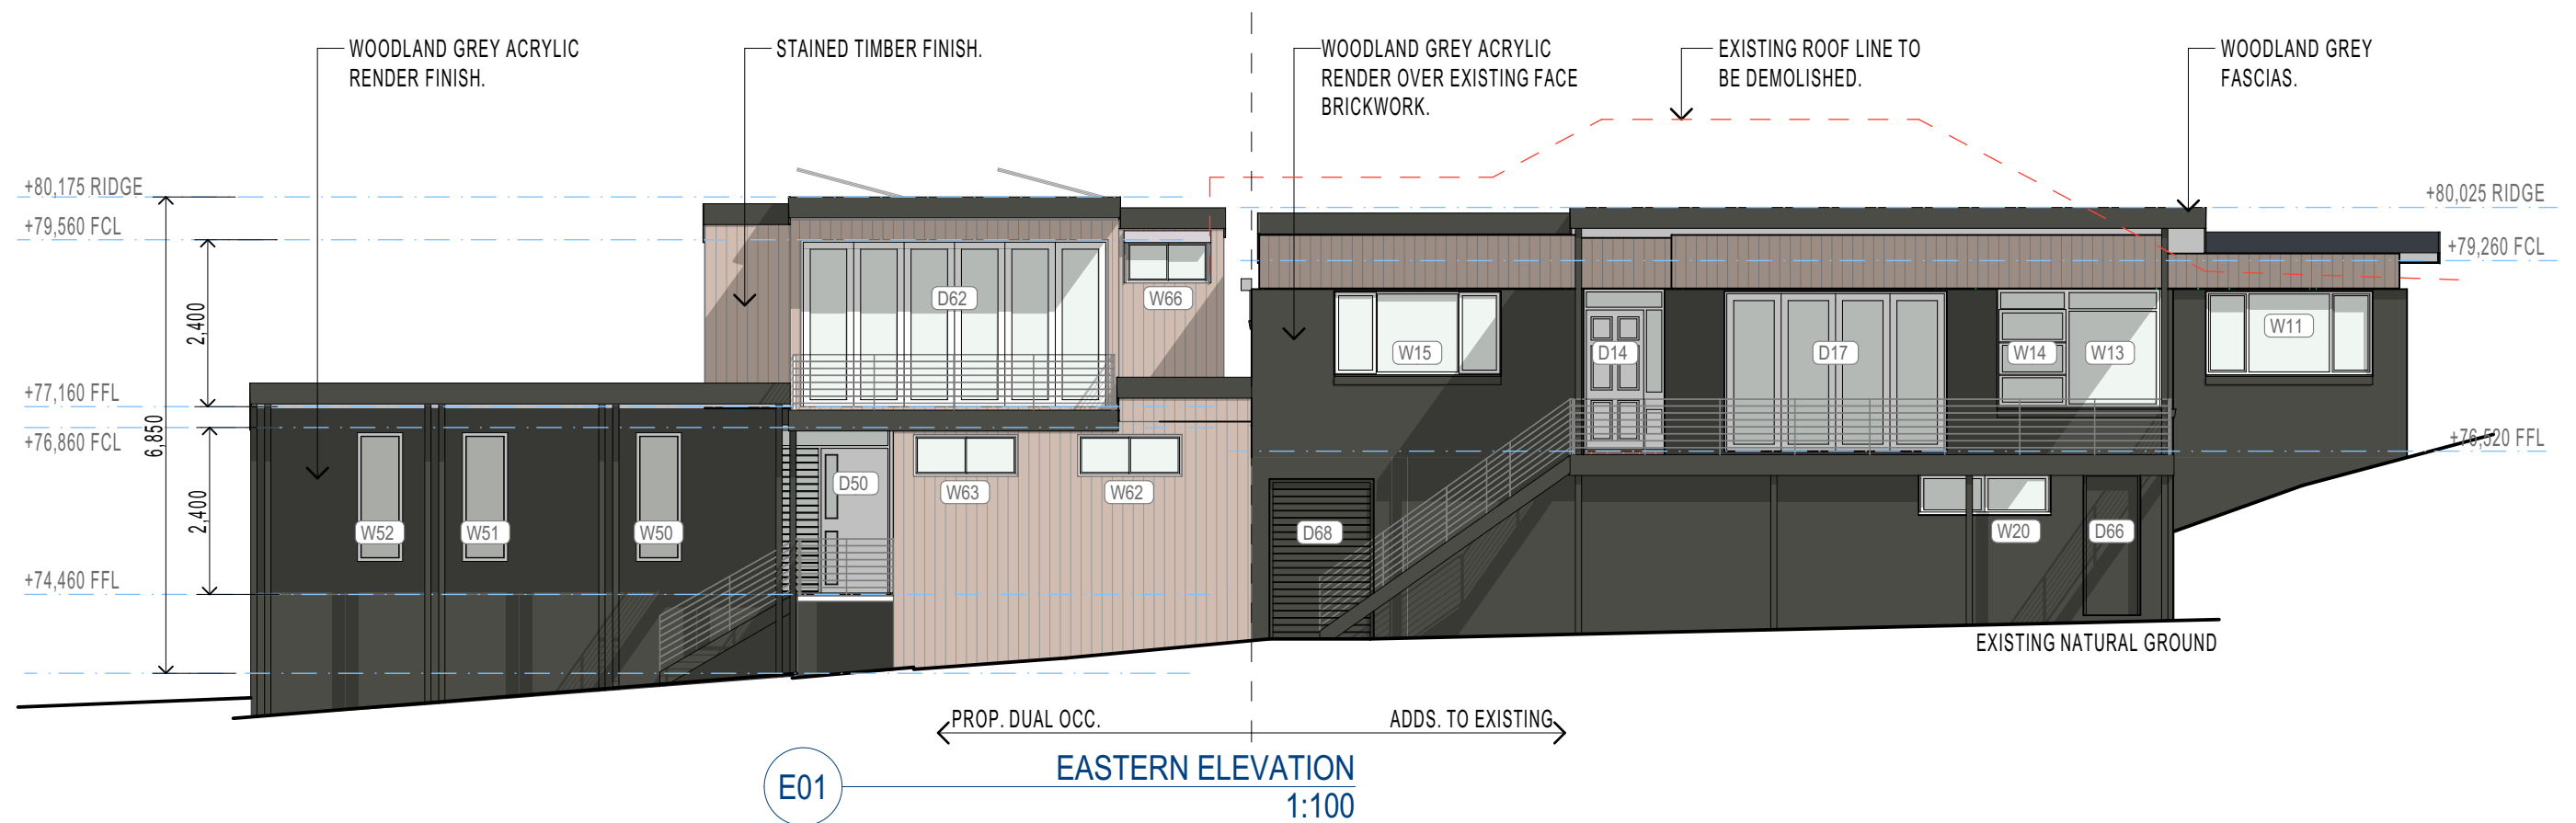 WOODLAND GREY ACRYLIC
RENDER FINISH.
STAINED TIMBER FINISH.
WOODLAND GREY ACRYLIC
RENDER OVER EXISTING FACE
BRICKWORK.
EXISTING ROOF LINE TO
BE DEMOLISHED.
WOODLAND GREY
FASCIAS.
+80,175 RIDGE
+79,560 FCL
+77,160 FFL
+76,860 FCL
+74,460 FFL
2,400
6,850
2,400
+80,025 RIDGE
+79,260 FCL
+76,520 FFL
D62
W66
W15
D14
D17
W14
W13
W11
W52
W51
W50
D50
W63
W62
D68
W20
D66
EXISTING NATURAL GROUND
PROP. DUAL OCC.
ADDS. TO EXISTING
E01
EASTERN ELEVATION
1:100